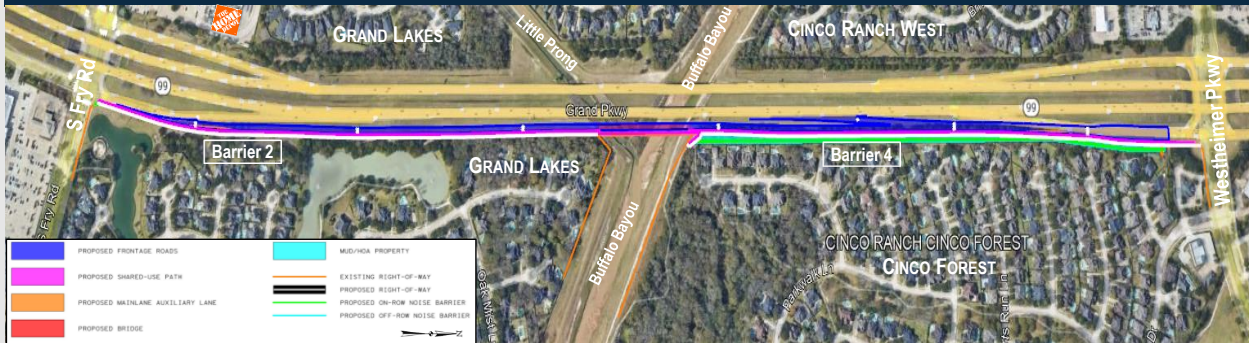 THE HOME DEPOT
GRAND LAKES
Little Prong
Buffalo Bayou
CINCO RANCH WEST
S Fry Rd
99
Grand Pkwy
99
Westheimer Pkwy
Barrier 2
GRAND LAKES
Barrier 4
S Fry Rd
Buffalo Bayou
CINCO RANCH CINCO FOREST
CINCO FOREST
Parkwalk Ln
Dr
PROPOSED FRONTAGE ROADS
PROPOSED SHARED-USE PATH
PROPOSED MAINLANE AUXILIARY LANE
PROPOSED BRIDGE
MUD/HOA PROPERTY
EXISTING RIGHT-OF-WAY
PROPOSED RIGHT-OF-WAY
PROPOSED ON-ROW NOISE BARRIER
PROPOSED OFF-ROW NOISE BARRIER
Z